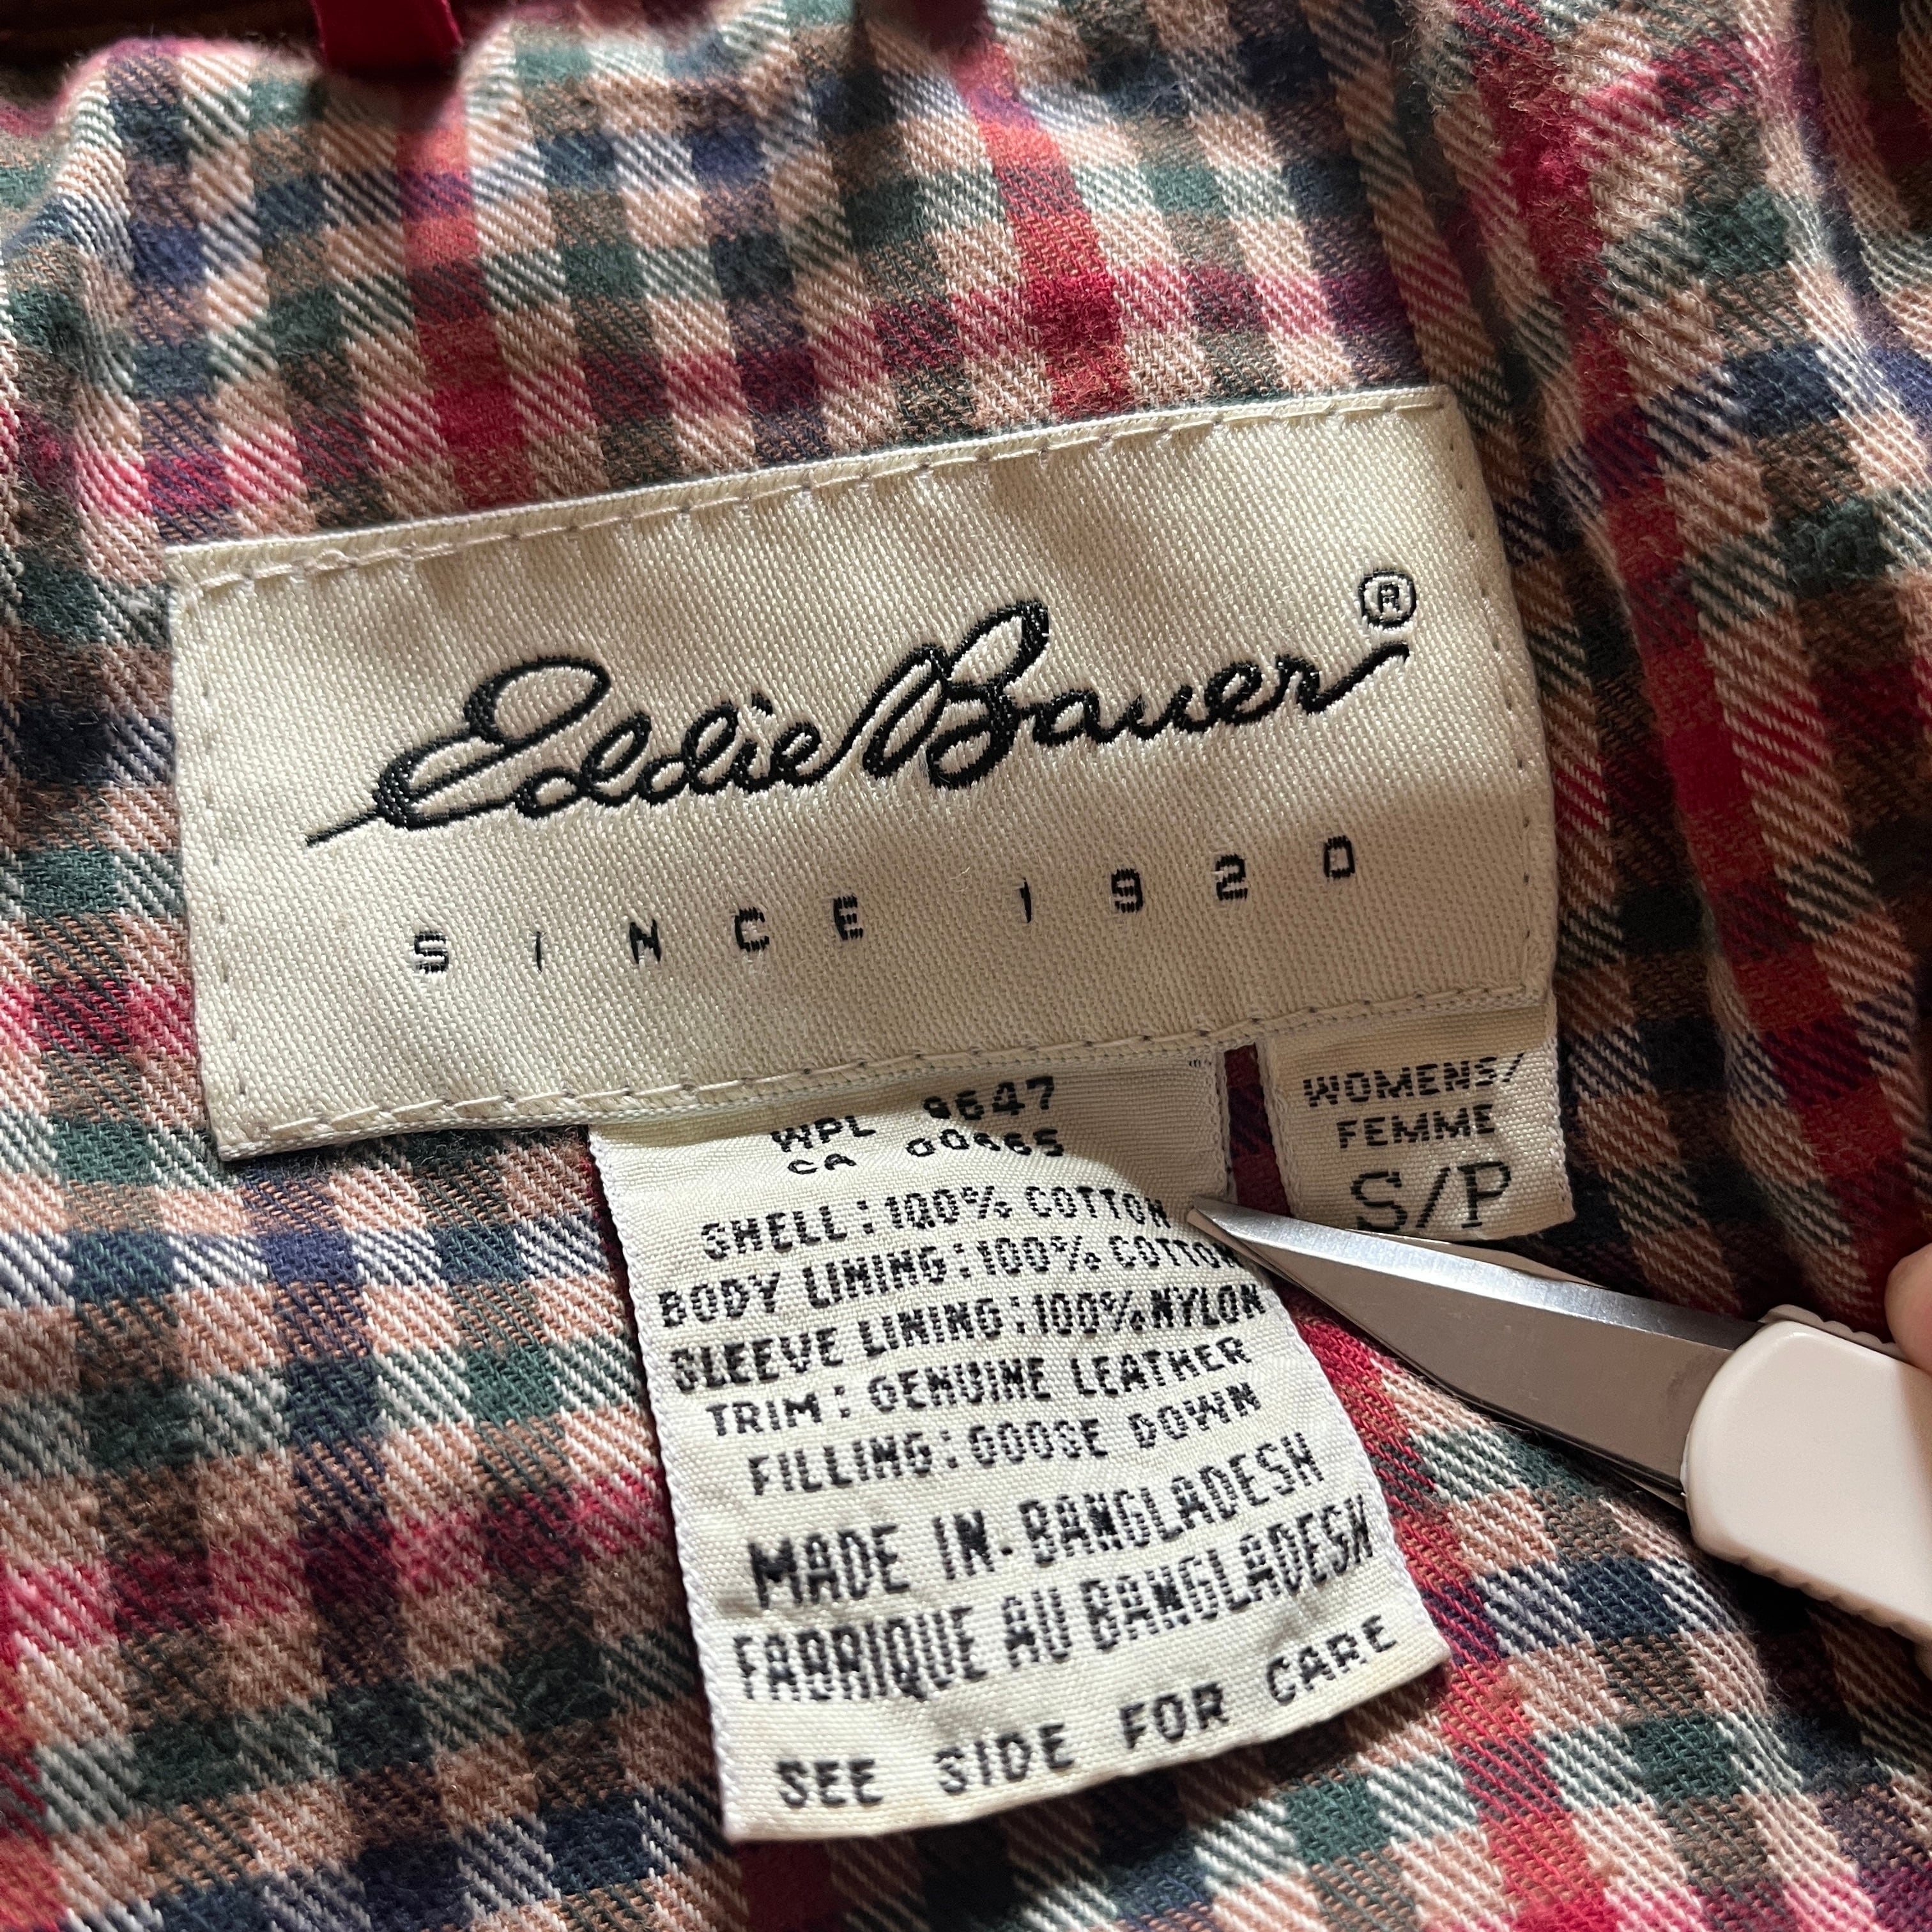 Eddie Bauer®
SINCE 1920
WPL 9647
CA 00665
SHELL: 100% COTTON
BODY LINING: 100% COTTON
SLEEVE LINING: 100% NYLON
TRIM: GENUINE LEATHER
FILLING: GOOSE DOWN
MADE IN BANGLADESH
FABRIQUE AU BANGLADESH
SEE SIDE FOR CARE
WOMENS/
FEMME
S/P